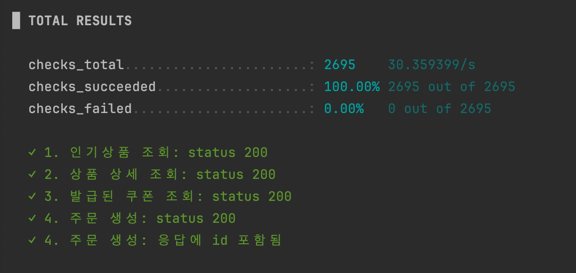 TOTAL RESULTS
checks_total.......................: 2695 30.359399/s
checks_succeeded...................: 100.00% 2695 out of 2695
checks_failed......................: 0.00% 0 out of 2695
✓ 1. 인기상품 조회: status 200
✓ 2. 상품 상세 조회: status 200
✓ 3. 발급된 쿠폰 조회: status 200
✓ 4. 주문 생성: status 200
✓ 4. 주문 생성: 응답에 id 포함됨